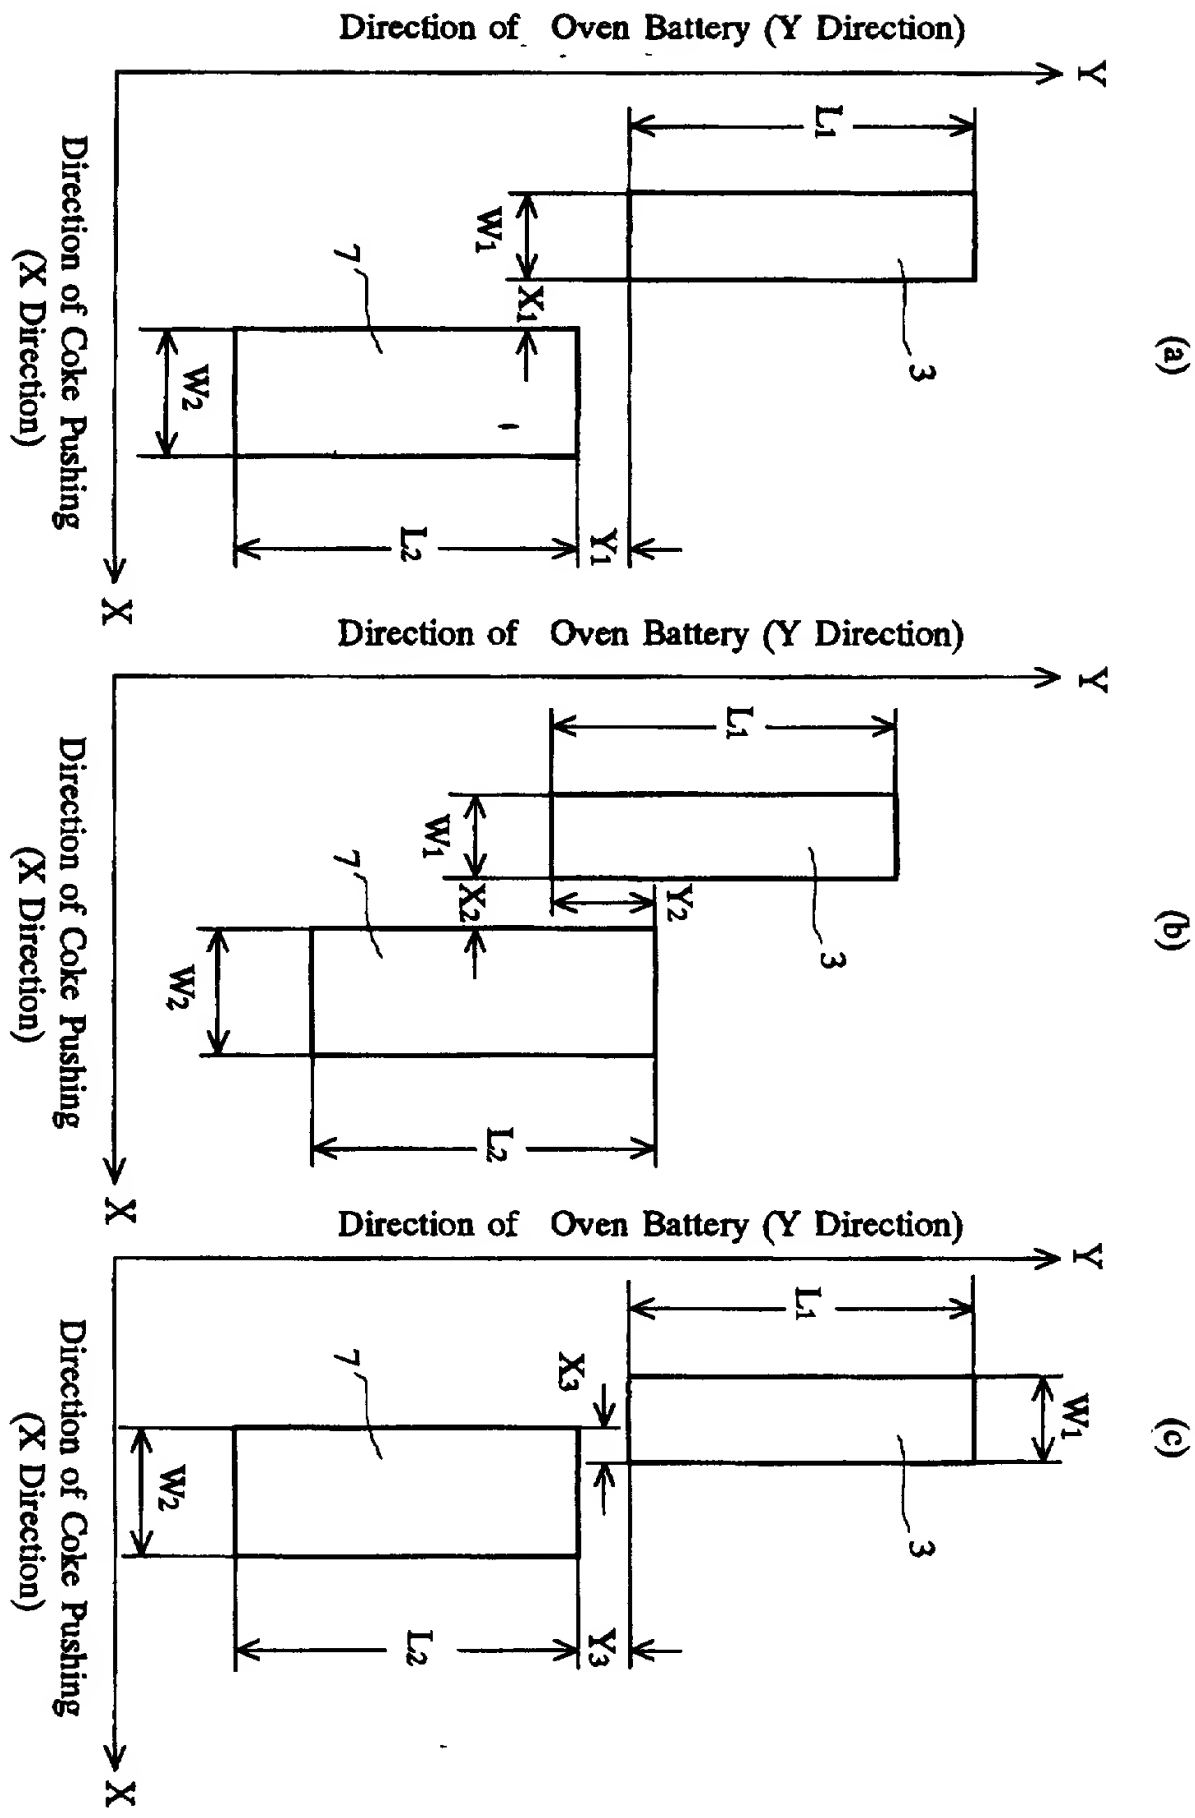 (a)
Direction of Oven Battery (Y Direction)
Y
L1
W1
X1
3
7
W2
Y1
L2
X
Direction of Coke Pushing
(X Direction)
(b)
Direction of Oven Battery (Y Direction)
Y
L1
W1
X2
Y2
3
7
W2
L2
X
Direction of Coke Pushing
(X Direction)
(c)
Direction of Oven Battery (Y Direction)
Y
L1
W1
X3
3
7
W2
Y3
L2
X
Direction of Coke Pushing
(X Direction)